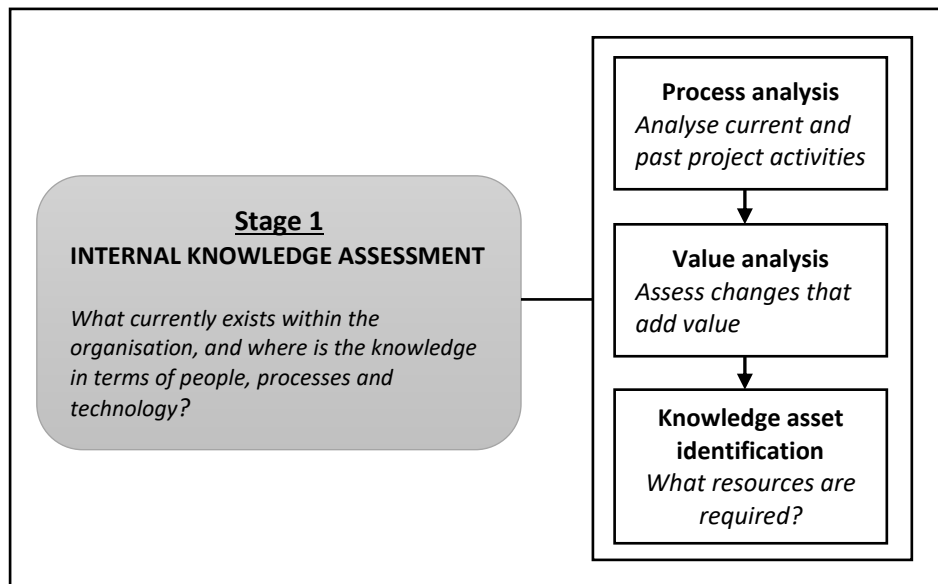 Stage 1
INTERNAL KNOWLEDGE ASSESSMENT
What currently exists within the
organisation, and where is the knowledge
in terms of people, processes and
technology?
Process analysis
Analyse current and
past project activities
Value analysis
Assess changes that
add value
Knowledge asset
identification
What resources are
required?